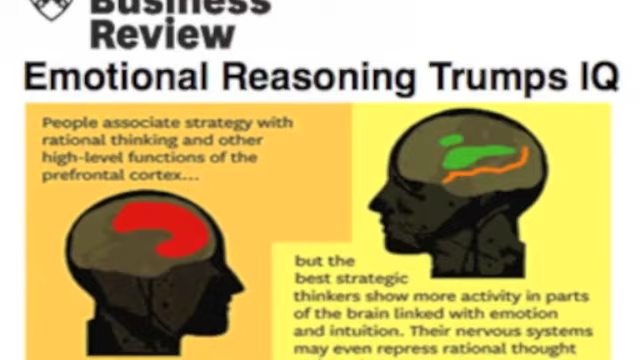 Business
Review
Emotional Reasoning Trumps IQ
People associate strategy with
rational thinking and other
high-level functions of the
prefrontal cortex...
but the
best strategic
thinkers show more activity in parts
of the brain linked with emotion
and intuition. Their nervous systems
may even repress rational thought